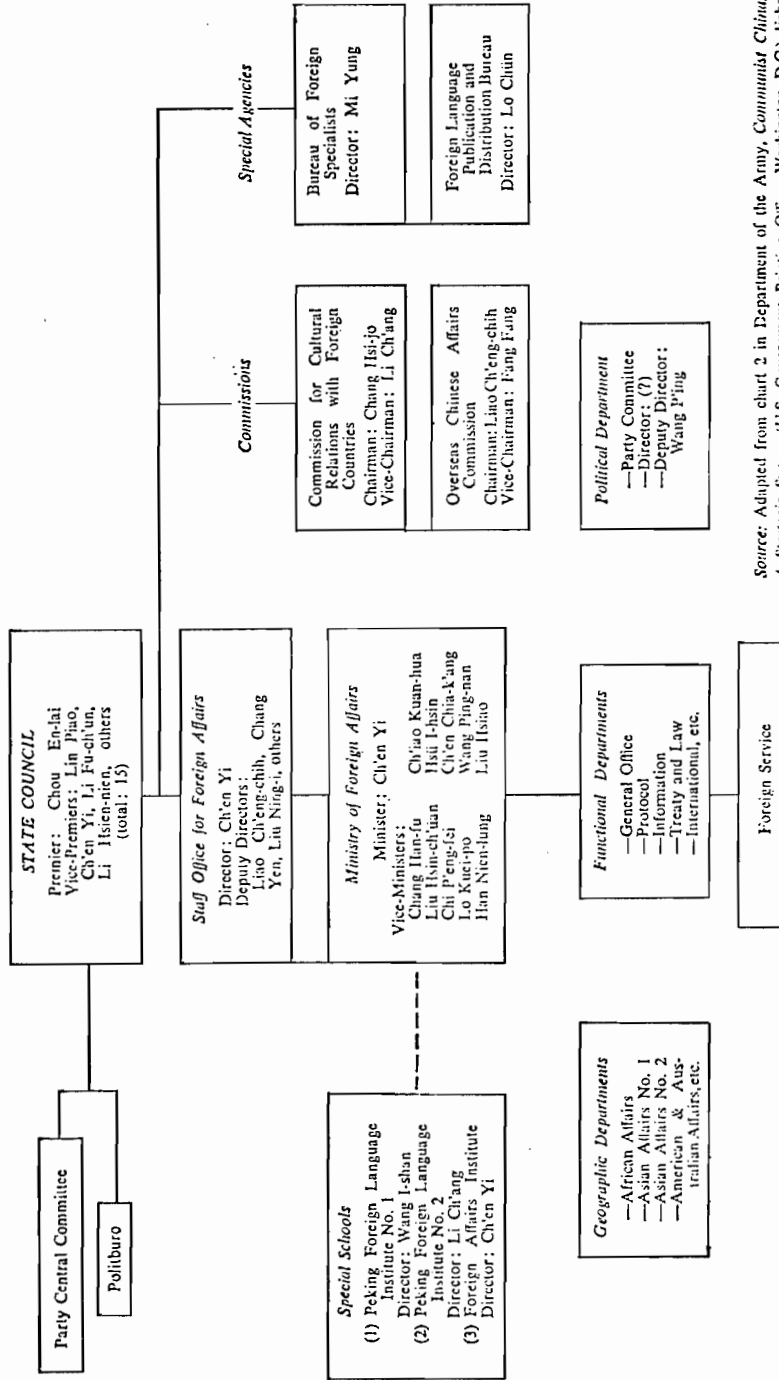 STATE COUNCIL
Premier: Chou En-lai
Vice-Premiers: Lin Piao,
Ch'en Yi, Li Fu-ch'un,
Li Hsien-nien, others
(total: 15)
Party Central Committee
Politburo
Special Agencies
Bureau of Foreign
Specialists
Director: Mi Yung
Foreign Language
Publication and
Distribution Bureau
Director: Lo Chün
Commissions
Commission for Cultural
Relations with Foreign
Countries
Chairman: Chang Hsi-jo
Vice-Chairman: Li Ch'ang
Overseas Chinese Affairs
Commission
Chairman: Liao Ch'eng-chih
Vice-Chairman: Fang Fang
Staff Office for Foreign Affairs
Director: Ch'en Yi
Deputy Directors:
Liao Ch'eng-chih, Chang
Yen, Liu Ning-i, others
Ministry of Foreign Affairs
Minister: Ch'en Yi
Vice-Ministers:
Chang Han-fu Ch'iao Kuan-hua
Liu Hsin-ch'üan Hsü I-hsin
Chi P'eng-fei Ch'en Chia-k'ang
Lo Kuei-po Wang Ping-nan
Han Nien-lung Liu Hsiao
Special Schools
(1) Peking Foreign Language
Institute No. 1
Director: Wang I-shan
(2) Peking Foreign Language
Institute No. 2
Director: Li Ch'ang
(3) Foreign Affairs Institute
Director: Ch'en Yi
Geographic Departments
—African Affairs
—Asian Affairs No. 1
—Asian Affairs No. 2
—American & Aus-
tralian Affairs, etc.
Functional Departments
—General Office
—Protocol
—Information
—Treaty and Law
—International, etc.
Political Department
—Party Committee
—Director: (?)
—Deputy Director:
Wang P'ing
Foreign Service
Source: Adapted from chart 2 in Department of the Army, Communist China: